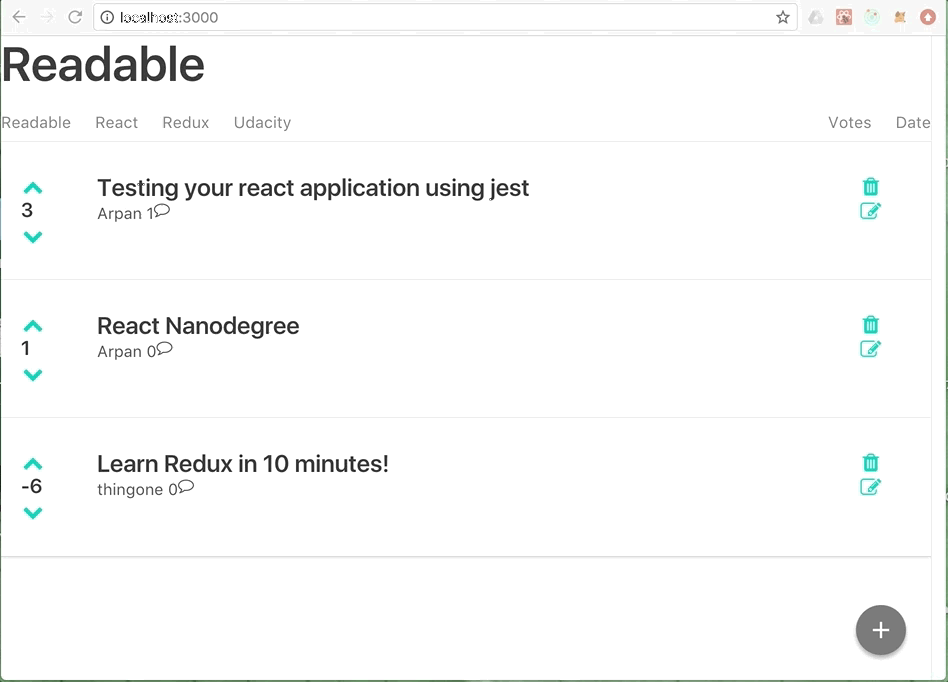 localhost:3000
Readable
Readable React Redux Udacity Votes Date
Testing your react application using jest
3
Arpan 1
React Nanodegree
1
Arpan 0
Learn Redux in 10 minutes!
-6
thingone 0
+